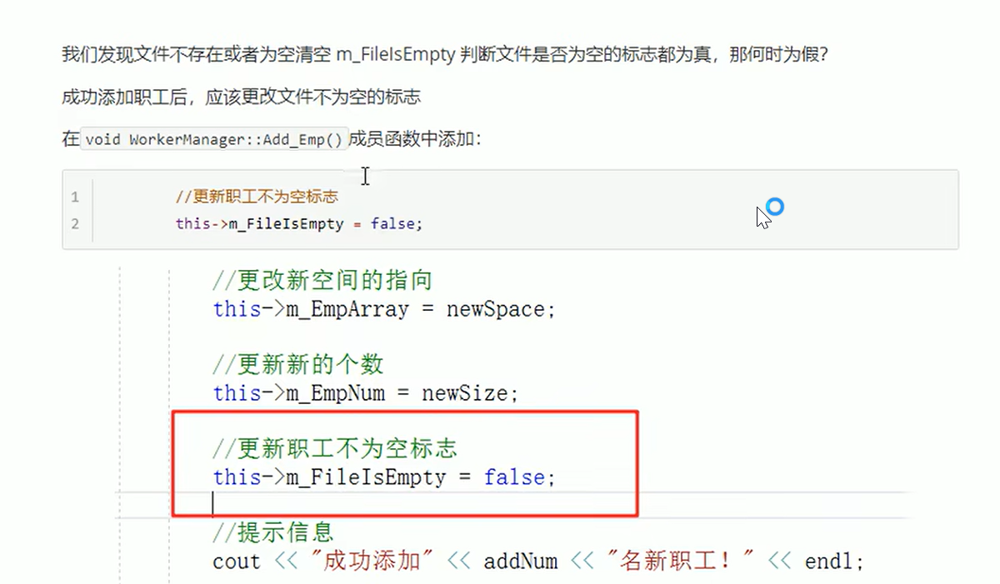 我们发现文件不存在或者为空清空 m_FileIsEmpty 判断文件是否为空的标志都为真，那何时为假？
成功添加职工后，应该更改文件不为空的标志
在void WorkerManager::Add_Emp()成员函数中添加：
1 //更新职工不为空标志
2 this->m_FileIsEmpty = false;
//更改新空间的指向
this->m_EmpArray = newSpace;
//更新新的个数
this->m_EmpNum = newSize;
//更新职工不为空标志
this->m_FileIsEmpty = false;
//提示信息
cout << "成功添加" << addNum << "名新职工！" << endl;